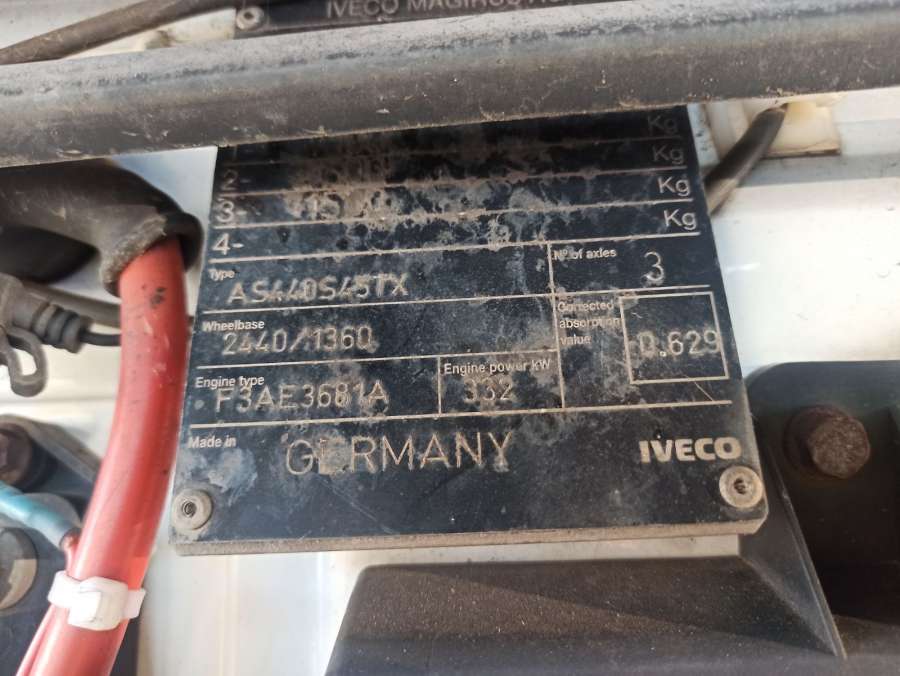 IVECO MAGIRUS
Kg
2- Kg
3- Kg
4- Kg
Type AS440S45TX Nº of axles 3
Wheelbase 2440/1360 Corrected absorption value 0.629
Engine type F3AE3681A Engine power kW 332
Made in GERMANY IVECO